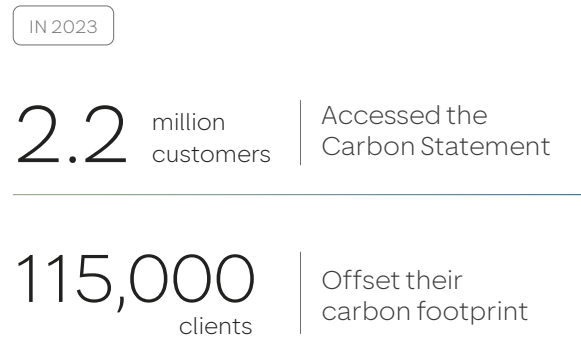 IN 2023
2.2 million customers
Accessed the
Carbon Statement
115,000
clients
Offset their
carbon footprint